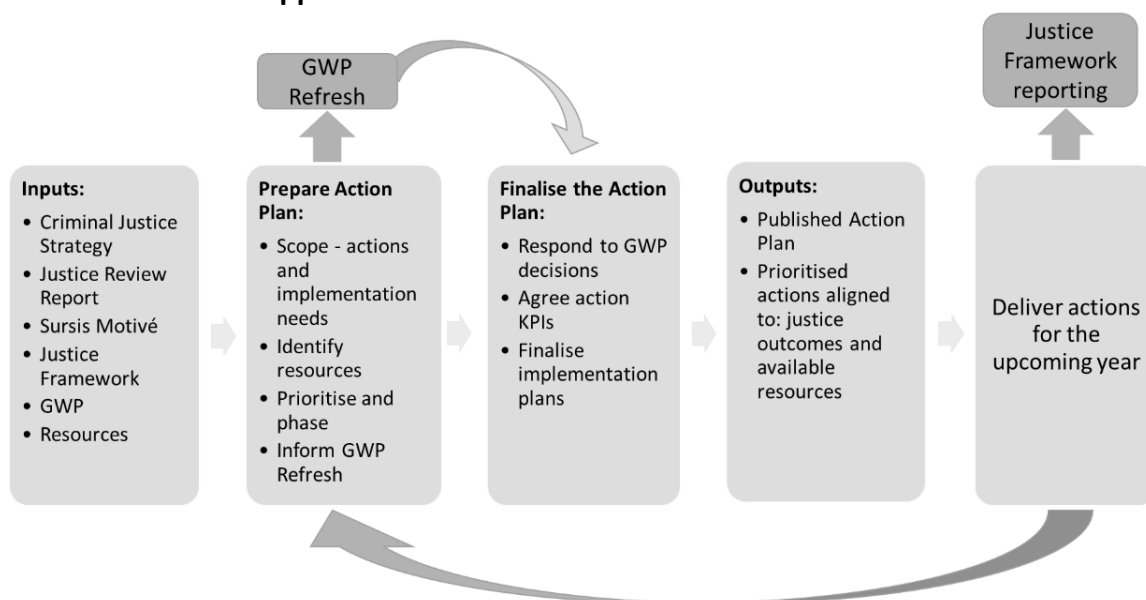 GWP
Refresh
Justice
Framework
reporting
Inputs:
• Criminal Justice
Strategy
• Justice Review
Report
• Sursis Motivé
• Justice
Framework
• GWP
• Resources
Prepare Action
Plan:
• Scope - actions
and
implementation
needs
• Identify
resources
• Prioritise and
phase
• Inform GWP
Refresh
Finalise the Action
Plan:
• Respond to GWP
decisions
• Agree action
KPIs
• Finalise
implementation
plans
Outputs:
• Published Action
Plan
• Prioritised
actions aligned
to: justice
outcomes and
available
resources
Deliver actions
for the
upcoming year